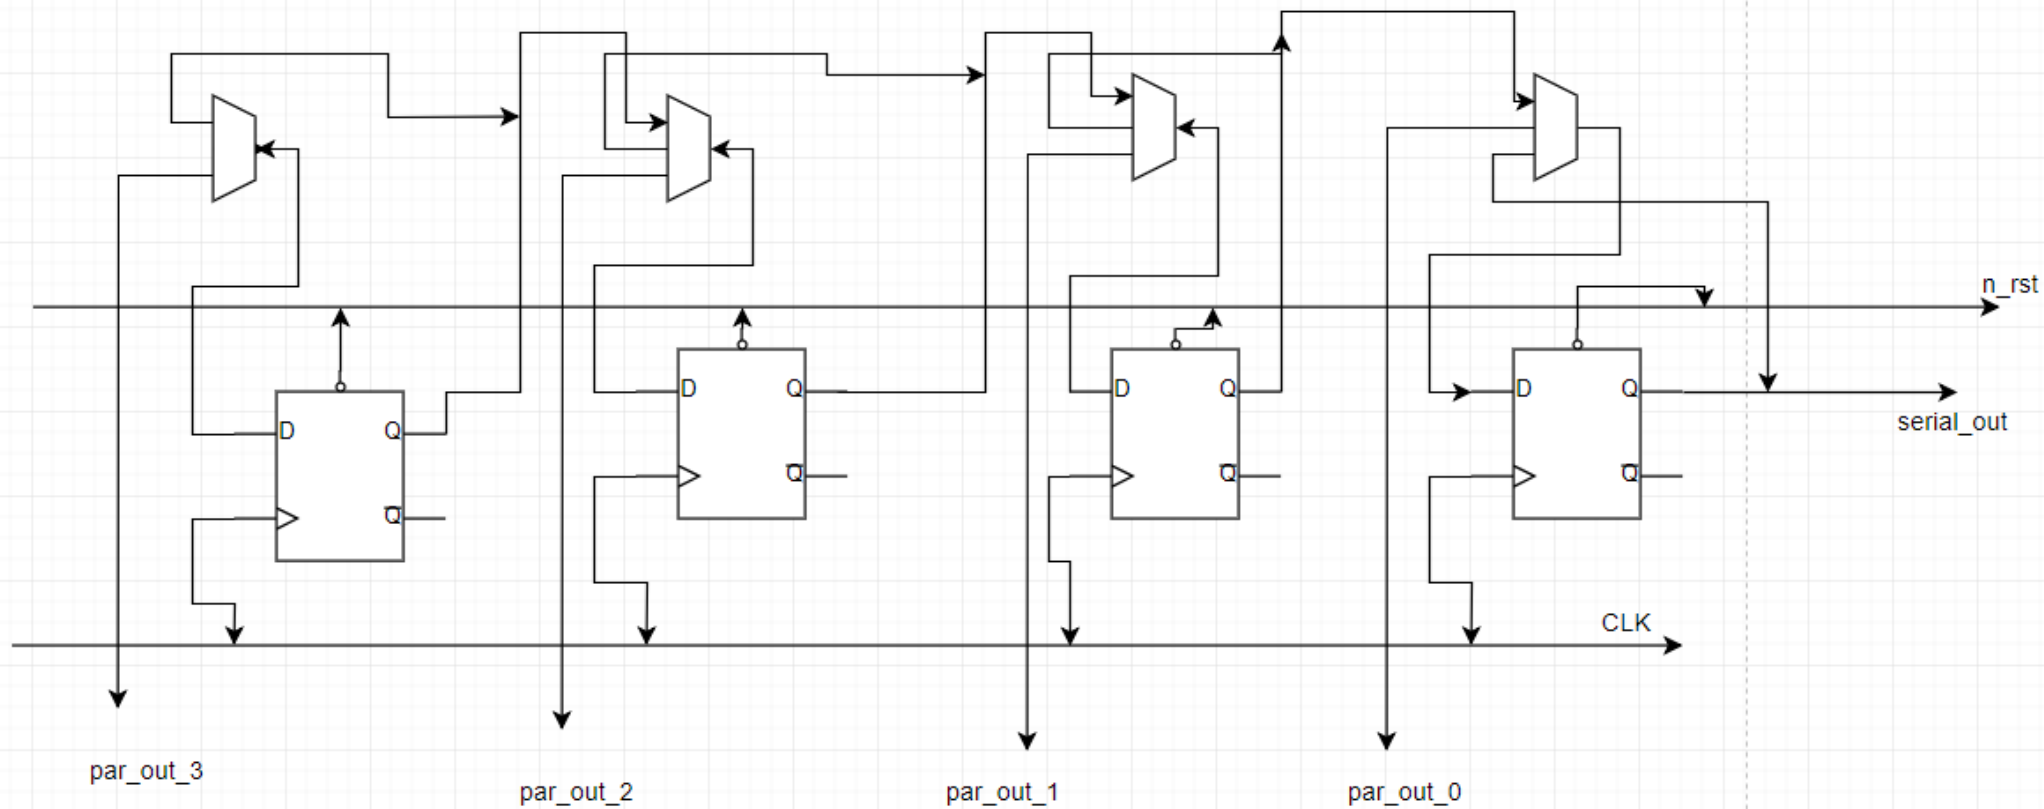 n_rst
D
Q
D
Q
D
Q
serial_out
D
Q
Q
Q
Q
Q
CLK
par_out_3
par_out_2
par_out_1
par_out_0